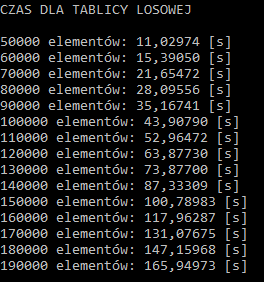 CZAS DLA TABLICY LOSOWEJ
50000 elementów: 11,02974 [s]
60000 elementów: 15,39050 [s]
70000 elementów: 21,65472 [s]
80000 elementów: 28,09556 [s]
90000 elementów: 35,16741 [s]
100000 elementów: 43,90790 [s]
110000 elementów: 52,96472 [s]
120000 elementów: 63,87730 [s]
130000 elementów: 73,87700 [s]
140000 elementów: 87,33309 [s]
150000 elementów: 100,78983 [s]
160000 elementów: 117,96287 [s]
170000 elementów: 131,07675 [s]
180000 elementów: 147,15968 [s]
190000 elementów: 165,94973 [s]